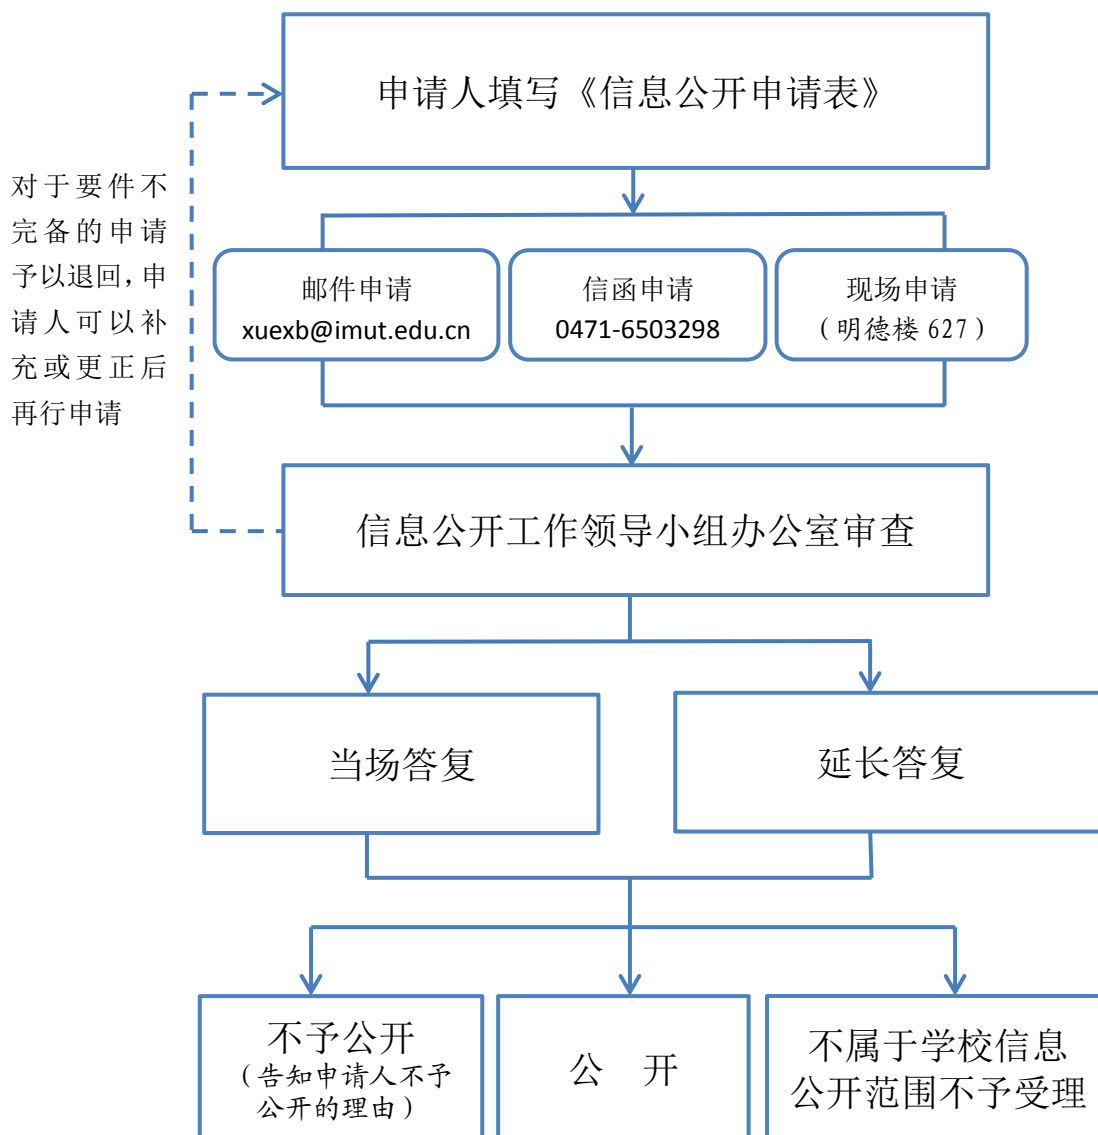 申请人填写《信息公开申请表》
对于要件不
完备的申请
予以退回，申
请人可以补
充或更正后
再行申请
邮件申请
xuexb@imut.edu.cn
信函申请
0471-6503298
现场申请
（明德楼 627）
信息公开工作领导小组办公室审查
当场答复
延长答复
不予公开
（告知申请人不予
公开的理由）
公 开
不属于学校信息
公开范围不予受理